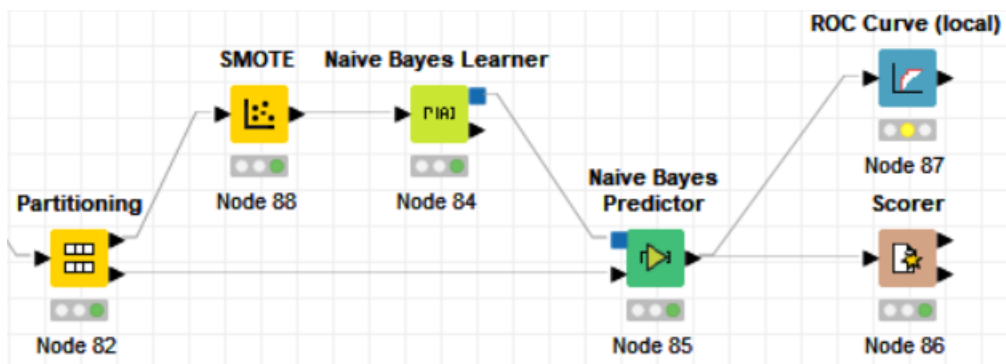 ROC Curve (local)
SMOTE
Naive Bayes Learner
Node 87
Node 88
Node 84
Naive Bayes
Predictor
Partitioning
Scorer
Node 82
Node 85
Node 86